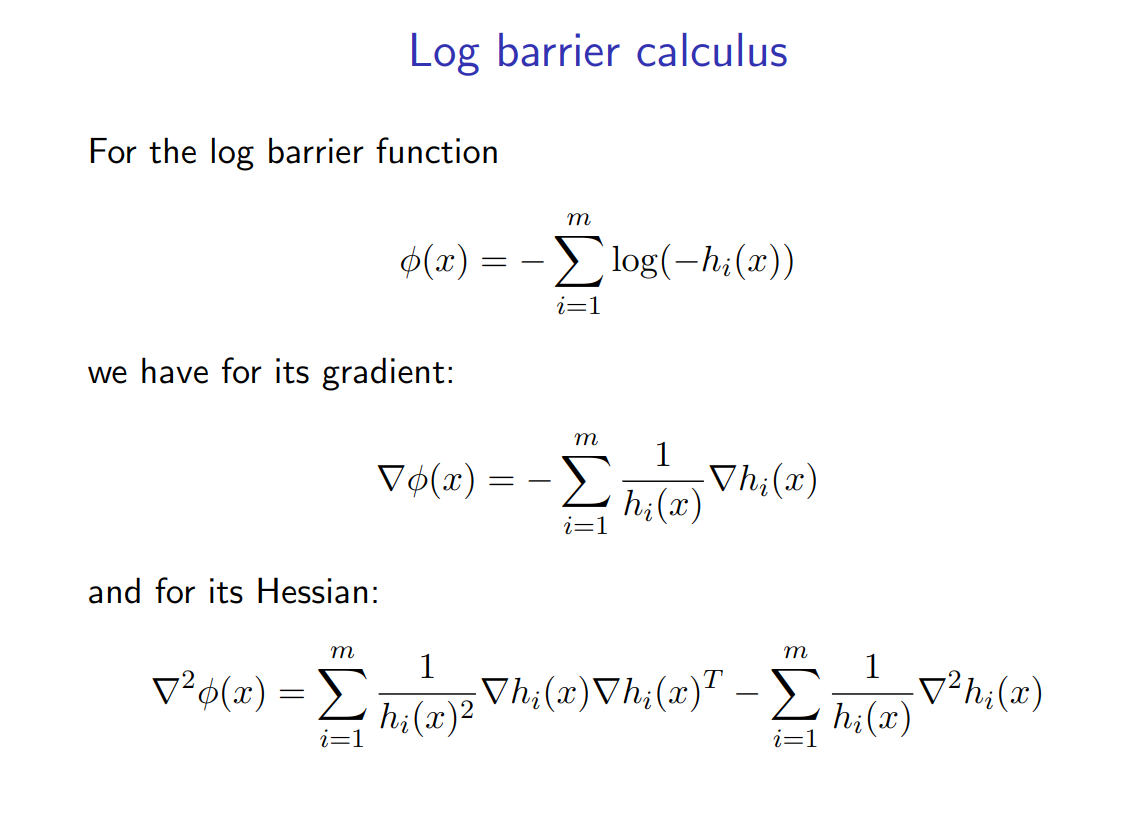 Log barrier calculus
For the log barrier function
$\phi(x) = -\sum_{i=1}^{m} \log(-h_i(x))$
we have for its gradient:
$\nabla\phi(x) = -\sum_{i=1}^{m} \frac{1}{h_i(x)} \nabla h_i(x)$
and for its Hessian:
$\nabla^2\phi(x) = \sum_{i=1}^{m} \frac{1}{h_i(x)^2} \nabla h_i(x) \nabla h_i(x)^T - \sum_{i=1}^{m} \frac{1}{h_i(x)} \nabla^2 h_i(x)$